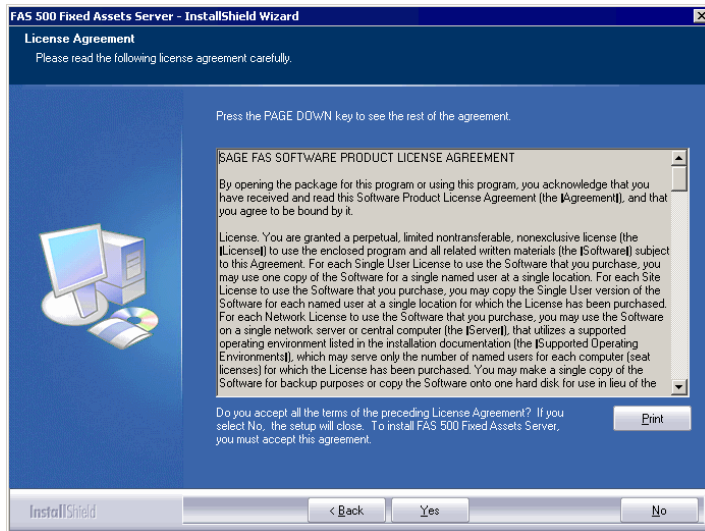 FAS 500 Fixed Assets Server - InstallShield Wizard
License Agreement
Please read the following license agreement carefully.
Press the PAGE DOWN key to see the rest of the agreement.
SAGE FAS SOFTWARE PRODUCT LICENSE AGREEMENT
By opening the package for this program or using this program, you acknowledge that you
have received and read this Software Product License Agreement (the |Agreement|), and that
you agree to be bound by it.
License. You are granted a perpetual, limited nontransferable, nonexclusive license (the
|License|) to use the enclosed program and all related written materials (the |Software|) subject
to this Agreement. For each Single User License to use the Software that you purchase, you
may use one copy of the Software for a single named user at a single location. For each Site
License to use the Software that you purchase, you may copy the Single User version of the
Software for each named user at a single location for which the License has been purchased.
For each Network License to use the Software that you purchase, you may use the Software
on a single network server or central computer (the |Server|), that utilizes a supported
operating environment listed in the installation documentation (the |Supported Operating
Environments|), which may serve only the number of named users for each computer (seat
licenses) for which the License has been purchased. You may make a single copy of the
Software for backup purposes or copy the Software onto one hard disk for use in lieu of the
Do you accept all the terms of the preceding License Agreement? If you
select No, the setup will close. To install FAS 500 Fixed Assets Server,
you must accept this agreement.
Print
InstallShield
< Back
Yes
No